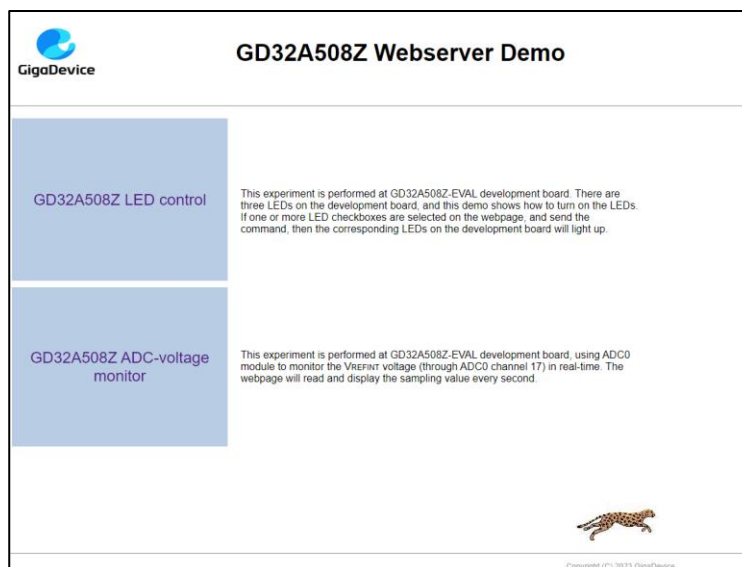 GigaDevice
GD32A508Z Webserver Demo
GD32A508Z LED control
This experiment is performed at GD32A508Z-EVAL development board. There are
three LEDs on the development board, and this demo shows how to turn on the LEDs.
If one or more LED checkboxes are selected on the webpage, and send the
command, then the corresponding LEDs on the development board will light up.
GD32A508Z ADC-voltage
monitor
This experiment is performed at GD32A508Z-EVAL development board, using ADC0
module to monitor the VREFINT voltage (through ADC0 channel 17) in real-time. The
webpage will read and display the sampling value every second.
Copyright (C) 2023 GigaDevice